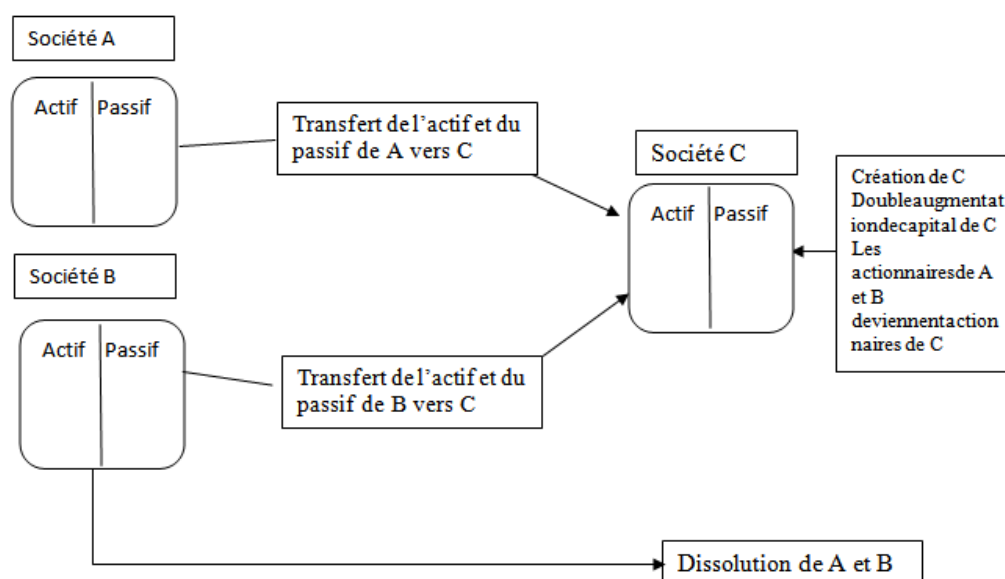 Société A
Actif Passif
Transfert de l'actif et du
passif de A vers C
Société C
Actif Passif
Création de C
Doubleaugmentat
iondecapital de C
Les
actionnairesde A
et B
deviennentaction
naires de C
Société B
Actif Passif
Transfert de l'actif et du
passif de B vers C
Dissolution de A et B